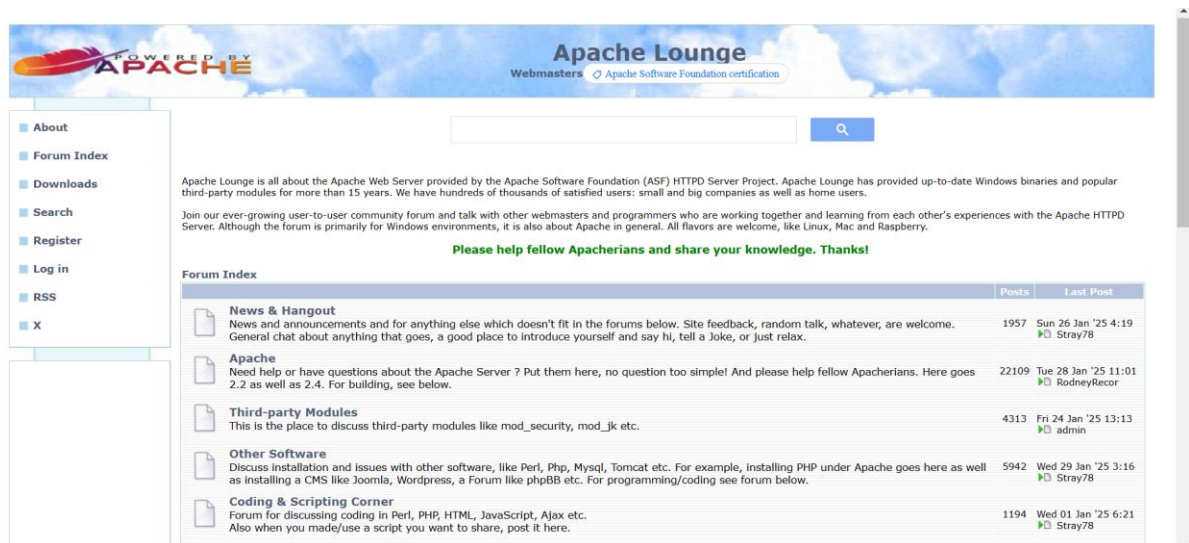 POWERED BY
APACHE
Apache Lounge
Webmasters Apache Software Foundation certification
About
Forum Index
Downloads
Search
Register
Log in
RSS
X
Apache Lounge is all about the Apache Web Server provided by the Apache Software Foundation (ASF) HTTPD Server Project. Apache Lounge has provided up-to-date Windows binaries and popular
third-party modules for more than 15 years. We have hundreds of thousands of satisfied users: small and big companies as well as home users.
Join our ever-growing user-to-user community forum and talk with other webmasters and programmers who are working together and learning from each other's experiences with the Apache HTTPD
Server. Although the forum is primarily for Windows environments, it is also about Apache in general. All flavors are welcome, like Linux, Mac and Raspberry.
Please help fellow Apacherians and share your knowledge. Thanks!
Forum Index
Posts Last Post
News & Hangout
News and announcements and for anything else which doesn't fit in the forums below. Site feedback, random talk, whatever, are welcome. 1957 Sun 26 Jan '25 4:19
General chat about anything that goes, a good place to introduce yourself and say hi, tell a Joke, or just relax. Stray78
Apache
Need help or have questions about the Apache Server ? Put them here, no question too simple! And please help fellow Apacherians. Here goes 22109 Tue 28 Jan '25 11:01
2.2 as well as 2.4. For building, see below. RodneyRecor
Third-party Modules
This is the place to discuss third-party modules like mod_security, mod_jk etc. 4313 Fri 24 Jan '25 13:13
admin
Other Software
Discuss installation and issues with other software, like Perl, Php, Mysql, Tomcat etc. For example, installing PHP under Apache goes here as well 5942 Wed 29 Jan '25 3:16
as installing a CMS like Joomla, Wordpress, a Forum like phpBB etc. For programming/coding see forum below. Stray78
Coding & Scripting Corner
Forum for discussing coding in Perl, PHP, HTML, JavaScript, Ajax etc. 1194 Wed 01 Jan '25 6:21
Also when you made/use a script you want to share, post it here. Stray78